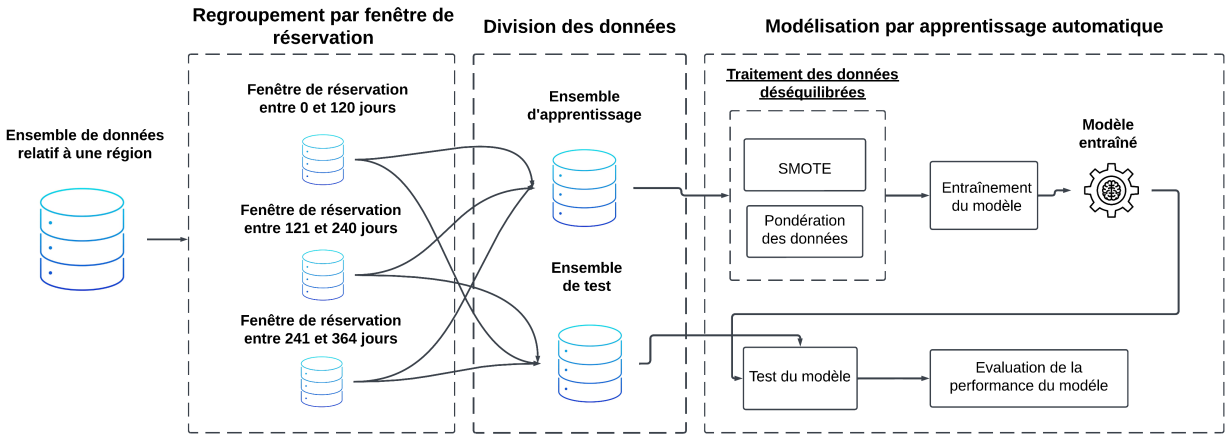 Regroupement par fenêtre de
réservation
Division des données
Modélisation par apprentissage automatique
Ensemble de données
relatif à une région
Fenêtre de réservation
entre 0 et 120 jours
Fenêtre de réservation
entre 121 et 240 jours
Fenêtre de réservation
entre 241 et 364 jours
Ensemble
d'apprentissage
Ensemble
de test
Traitement des données
déséquilibrées
SMOTE
Pondération
des données
Entraînement
du modèle
Modèle
entraîné
Test du modèle
Evaluation de la
performance du modéle